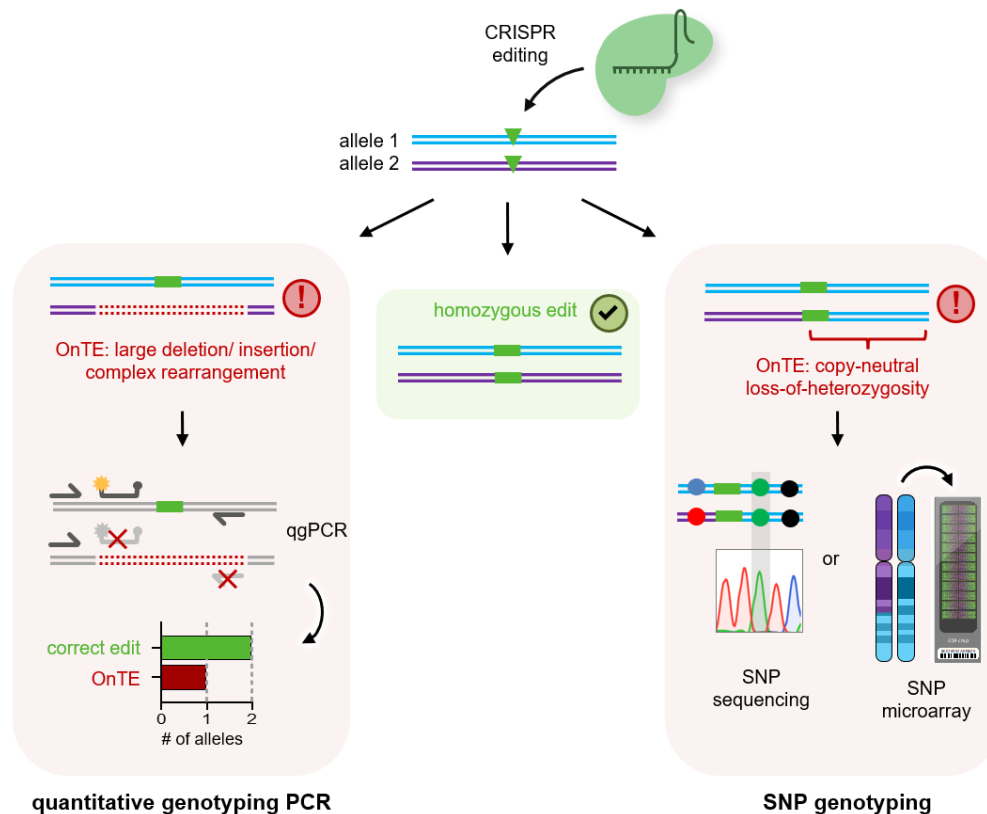 CRISPR
editing
allele 1
allele 2
!
OnTE: large deletion/ insertion/
complex rearrangement
qgPCR
correct edit
OnTE
0 1 2
# of alleles
quantitative genotyping PCR
homozygous edit
!
OnTE: copy-neutral
loss-of-heterozygosity
or
SNP
sequencing
SNP
microarray
SNP genotyping